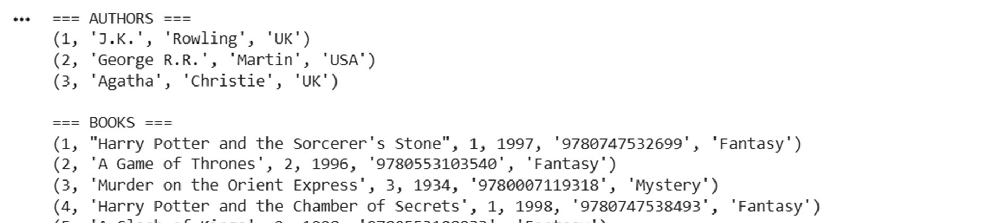 === AUTHORS ===
(1, 'J.K.', 'Rowling', 'UK')
(2, 'George R.R.', 'Martin', 'USA')
(3, 'Agatha', 'Christie', 'UK')
=== BOOKS ===
(1, "Harry Potter and the Sorcerer's Stone", 1, 1997, '9780747532699', 'Fantasy')
(2, 'A Game of Thrones', 2, 1996, '9780553103540', 'Fantasy')
(3, 'Murder on the Orient Express', 3, 1934, '9780007119318', 'Mystery')
(4, 'Harry Potter and the Chamber of Secrets', 1, 1998, '9780747538493', 'Fantasy')